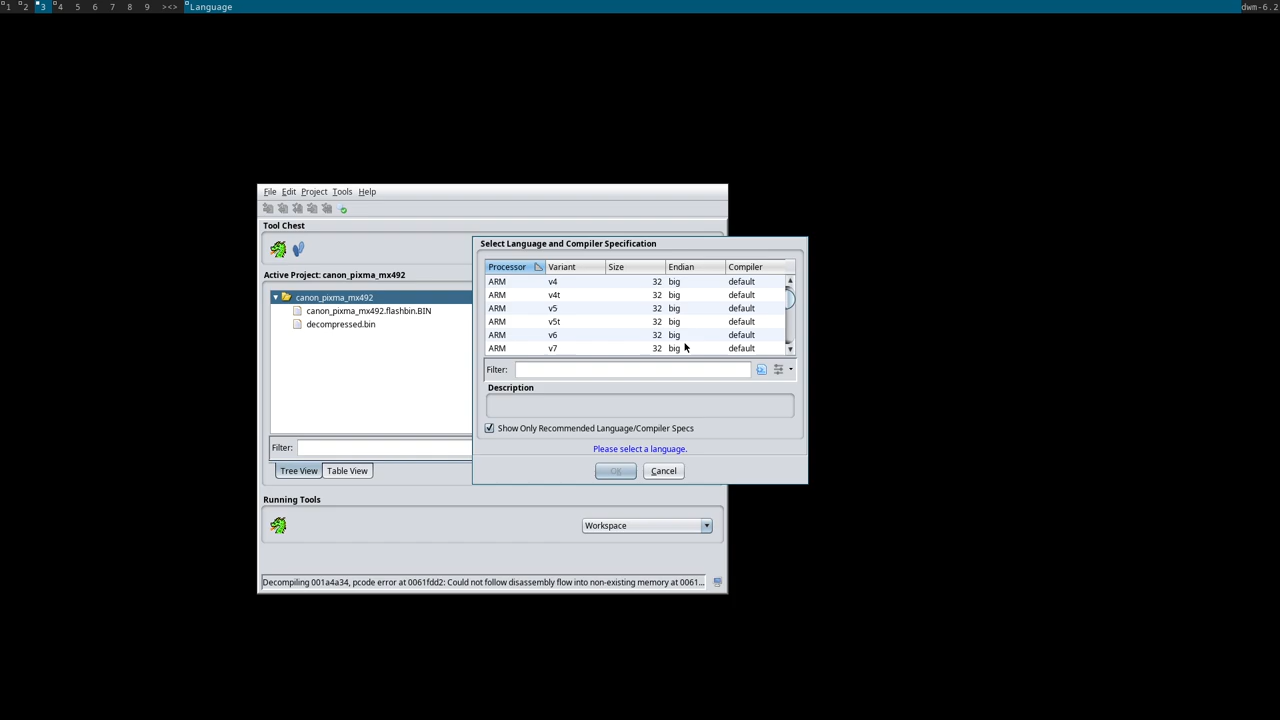 1 2 3 4 5 6 7 8 9 ><> Language dwm-6.2
File Edit Project Tools Help
Tool Chest
Active Project: canon_pixma_mx492
canon_pixma_mx492
canon_pixma_mx492.flashbin.BIN
decompressed.bin
Filter:
Tree View Table View
Running Tools
Workspace
Decompiling 001a4a34, pcode error at 0061fdd2: Could not follow disassembly flow into non-existing memory at 0061...
Select Language and Compiler Specification
Processor Variant Size Endian Compiler
ARM v4 32 big default
ARM v4t 32 big default
ARM v5 32 big default
ARM v5t 32 big default
ARM v6 32 big default
ARM v7 32 big default
Filter:
Description
Show Only Recommended Language/Compiler Specs
Please select a language.
OK Cancel